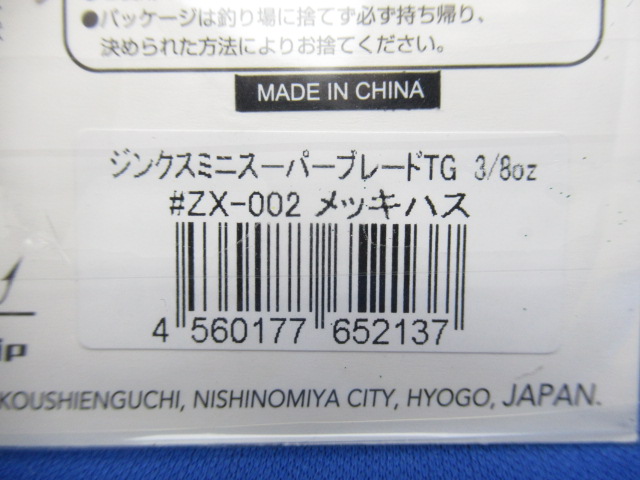 ●パッケージは釣り場に捨てず必ず持ち帰り、
決められた方法によりお捨てください。
MADE IN CHINA
ジンクスミニスーパーブレードTG 3/8oz
#ZX-002 メッキハス
4 560177 652137
KOUSHIENGUCHI, NISHINOMIYA CITY, HYOGO, JAPAN.